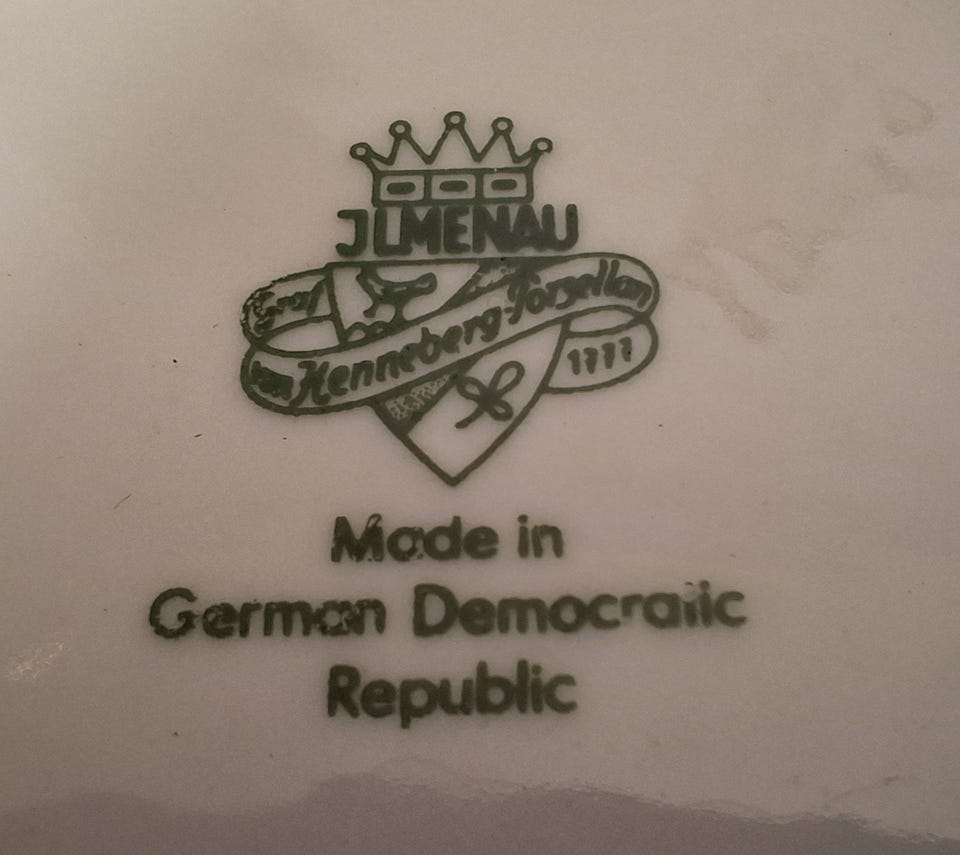 JLMENAU
Graf
von Henneberg-Porzellan
1777
Made in
German Democratic
Republic